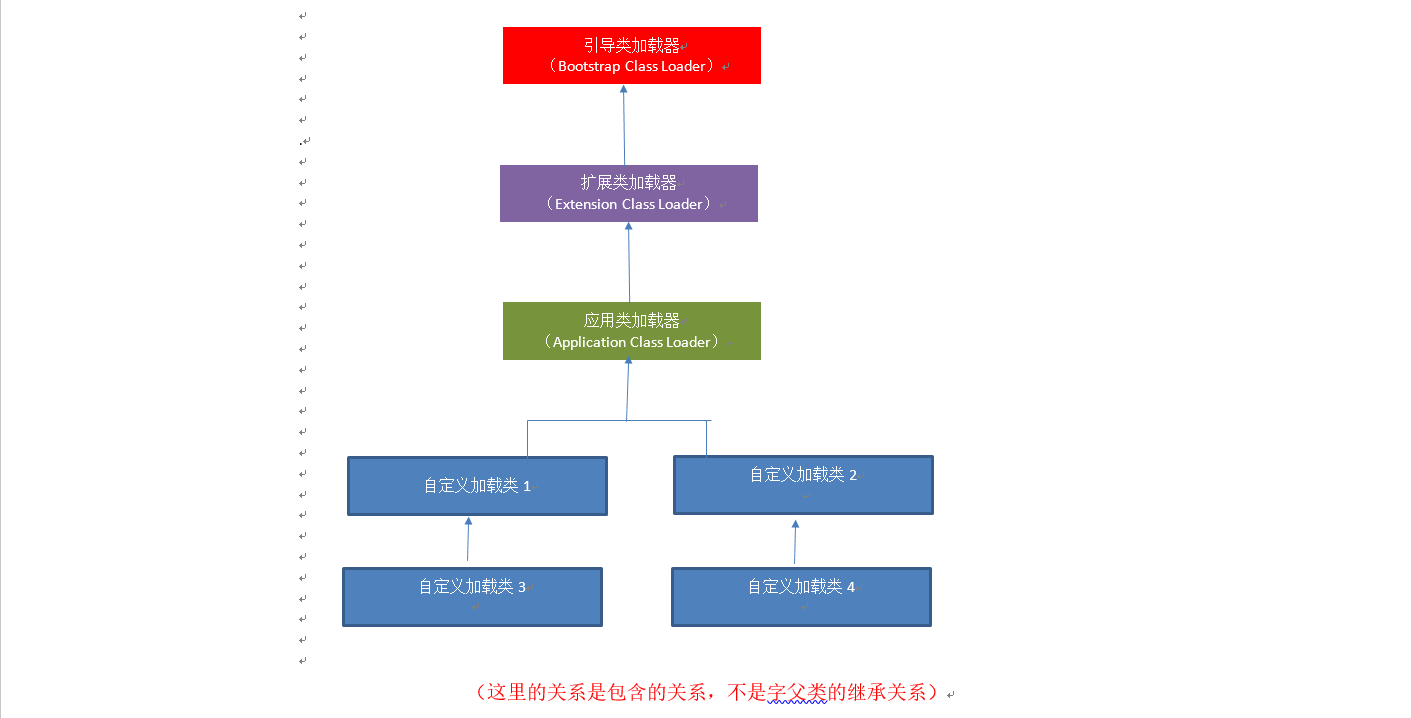 引导类加载器
（Bootstrap Class Loader）
扩展类加载器
（Extension Class Loader）
应用类加载器
（Application Class Loader）
自定义加载类 1
自定义加载类 2
自定义加载类 3
自定义加载类 4
（这里的关系是包含的关系，不是字父类的继承关系）